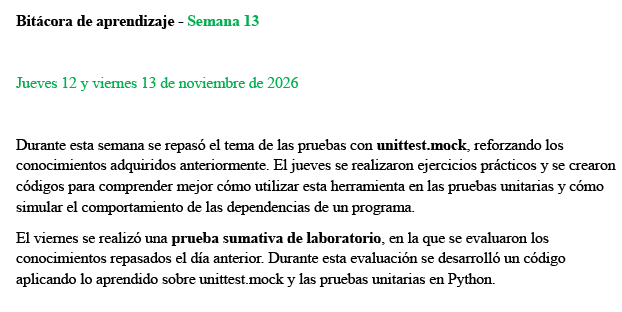 Bitácora de aprendizaje - Semana 13
Jueves 12 y viernes 13 de noviembre de 2026
Durante esta semana se repasó el tema de las pruebas con unittest.mock, reforzando los
conocimientos adquiridos anteriormente. El jueves se realizaron ejercicios prácticos y se crearon
códigos para comprender mejor cómo utilizar esta herramienta en las pruebas unitarias y cómo
simular el comportamiento de las dependencias de un programa.
El viernes se realizó una prueba sumativa de laboratorio, en la que se evaluaron los
conocimientos repasados el día anterior. Durante esta evaluación se desarrolló un código
aplicando lo aprendido sobre unittest.mock y las pruebas unitarias en Python.